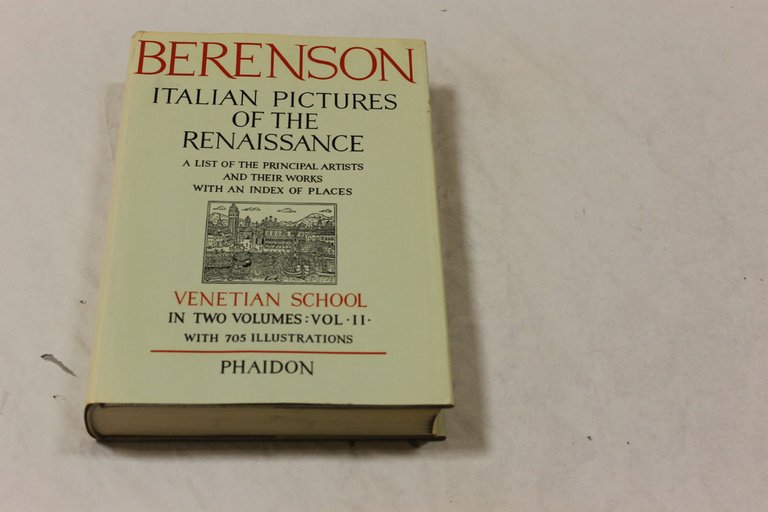 BERENSON
ITALIAN PICTURES
OF THE
RENAISSANCE
A LIST OF THE PRINCIPAL ARTISTS
AND THEIR WORKS
WITH AN INDEX OF PLACES
VENETIAN SCHOOL
IN TWO VOLUMES : VOL · II ·
WITH 705 ILLUSTRATIONS
PHAIDON